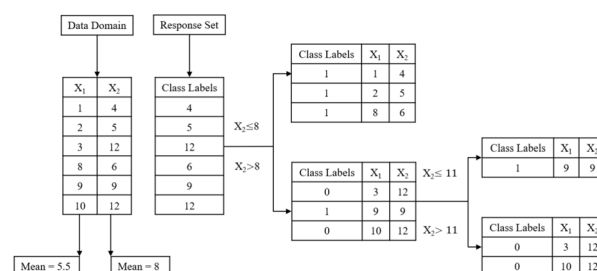 Data Domain
Response Set
X₁ X₂
1 4
2 5
3 12
8 6
9 9
10 12
Mean = 5.5
Mean = 8
Class Labels
4
5
12
6
9
12
X₂≤8
X₂>8
Class Labels X₁ X₂
1 1 4
1 2 5
1 8 6
Class Labels X₁ X₂
0 3 12
1 9 9
0 10 12
X₂≤ 11
X₂> 11
Class Labels X₁ X₂
1 9 9
Class Labels X₁ X₂
0 3 12
0 10 12